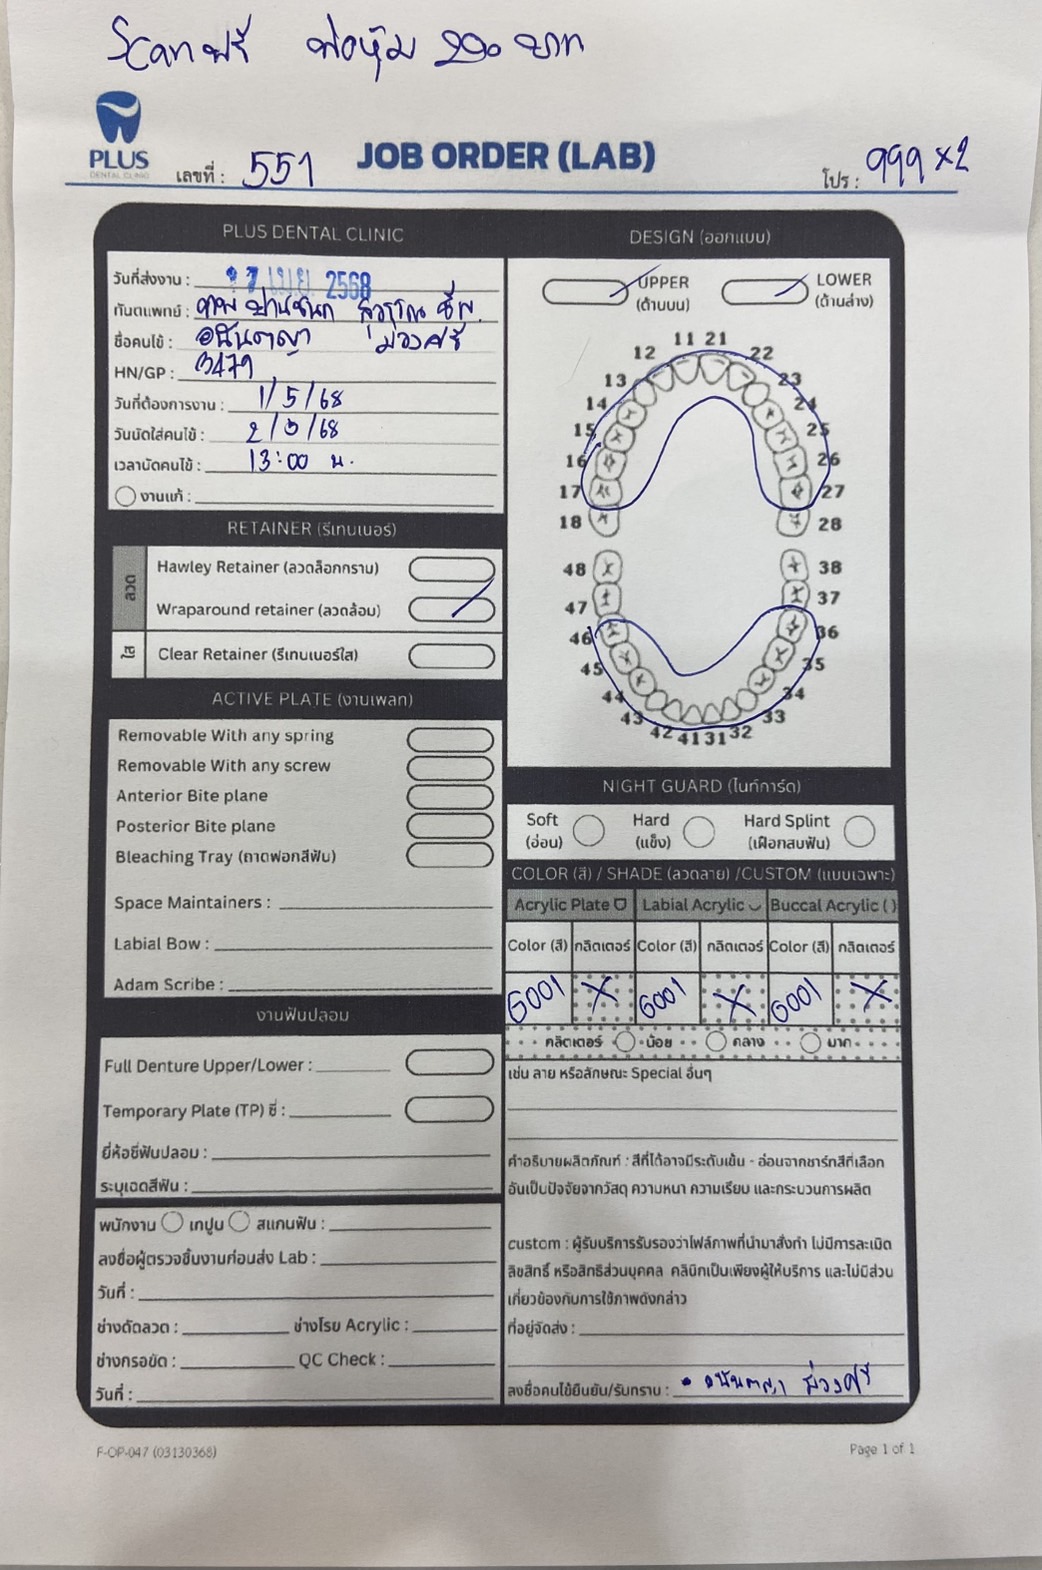 Scan ฟรี ท่อหุ้ม 200 บาท
PLUS
DENTAL CLINIC
เลขที่ : 551
JOB ORDER (LAB)
โปร : 999 x2
PLUS DENTAL CLINIC
วันที่ส่งงาน : 17 เม.ย. 2568
ทันตแพทย์ : ทพ
ชื่อคนไข้ : อนันตญา ม่วงศรี
HN/GP : 3479
วันที่ต้องการงาน : 1/5/68
วันนัดใส่คนไข้ : 2/5/68
เวลานัดคนไข้ : 13:00 น.
งานแก้ :
RETAINER (รีเทนเนอร์)
ลวด
Hawley Retainer (ลวดล็อกกราม)
Wraparound retainer (ลวดล้อม)
ใส
Clear Retainer (รีเทนเนอร์ใส)
ACTIVE PLATE (งานเพลท)
Removable With any spring
Removable With any screw
Anterior Bite plane
Posterior Bite plane
Bleaching Tray (ถาดฟอกสีฟัน)
Space Maintainers :
Labial Bow :
Adam Scribe :
งานฟันปลอม
Full Denture Upper/Lower :
Temporary Plate (TP) ซี่ :
ยี่ห้อซี่ฟันปลอม :
ระบุเฉดสีฟัน :
พนักงาน เทปูน สแกนฟัน :
ลงชื่อผู้ตรวจชิ้นงานก่อนส่ง Lab :
วันที่ :
ช่างดัดลวด : ช่างโรย Acrylic :
ช่างกรอขัด : QC Check :
วันที่ :
DESIGN (ออกแบบ)
UPPER
(ด้านบน)
LOWER
(ด้านล่าง)
11 21
12 22
13 23
14 24
15 25
16 26
17 27
18 28
48 38
47 37
46 36
45 35
44 34
43 33
42 41 31 32
NIGHT GUARD (ไนท์การ์ด)
Soft
(อ่อน)
Hard
(แข็ง)
Hard Splint
(เฝือกสบฟัน)
COLOR (สี) / SHADE (ลวดลาย) /CUSTOM (แบบเฉพาะ)
Acrylic Plate Labial Acrylic Buccal Acrylic ( )
Color (สี) กลิตเตอร์ Color (สี) กลิตเตอร์ Color (สี) กลิตเตอร์
G001 X G001 X G001 X
กลิตเตอร์ น้อย กลาง มาก
เช่น ลาย หรือลักษณะ Special อื่นๆ
คำอธิบายผลิตภัณฑ์ : สีที่ได้อาจมีระดับเข้ม - อ่อนจากชาร์ทสีที่เลือก
อันเป็นปัจจัยจากวัสดุ ความหนา ความเรียบ และกระบวนการผลิต
custom : ผู้รับบริการรับรองว่าไฟล์ภาพที่นำมาสั่งทำ ไม่มีการละเมิด
ลิขสิทธิ์ หรือสิทธิส่วนบุคคล คลินิกเป็นเพียงผู้ให้บริการ และไม่มีส่วน
เกี่ยวข้องกับการใช้ภาพดังกล่าว
ที่อยู่จัดส่ง :
ลงชื่อคนไข้ยืนยัน/รับทราบ : อนันตญา ม่วงศรี
F-OP-047 (03130368)
Page 1 of 1